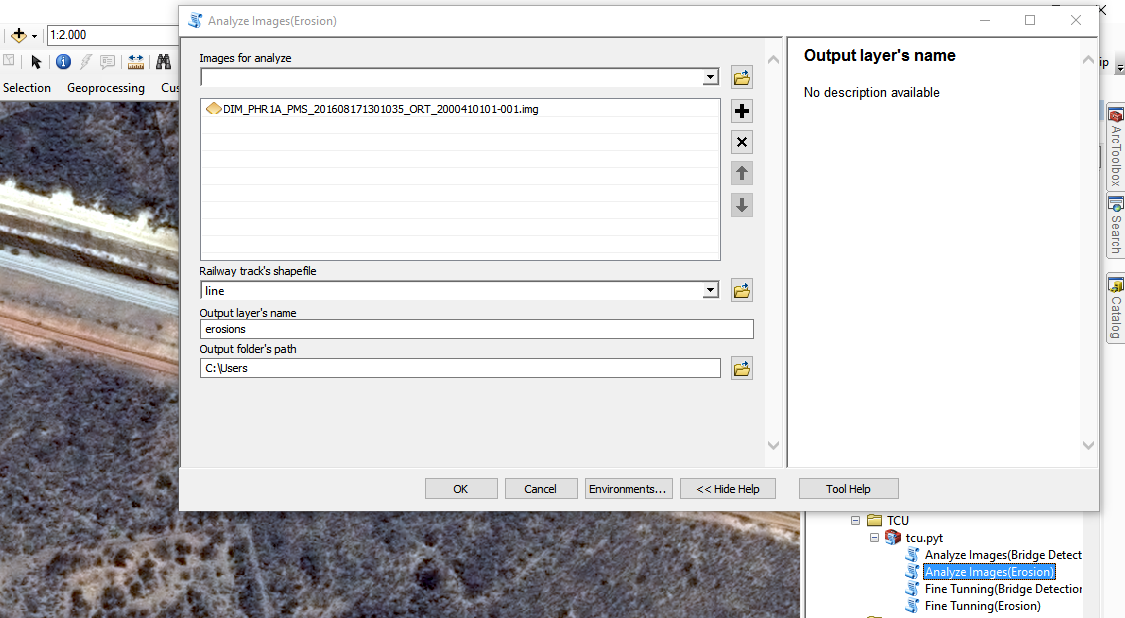 Analyze Images(Erosion)
1:2.000
Selection
Geoprocessing
Cus
Images for analyze
DIM_PHR1A_PMS_201608171301035_ORT_2000410101-001.img
Railway track's shapefile
line
Output layer's name
erosions
Output folder's path
C:\Users
OK
Cancel
Environments...
<< Hide Help
Tool Help
Output layer's name
No description available
ip
ArcToolbox
Search
Catalog
TCU
tcu.pyt
Analyze Images(Bridge Detect
Analyze Images(Erosion)
Fine Tunning(Bridge Detection
Fine Tunning(Erosion)